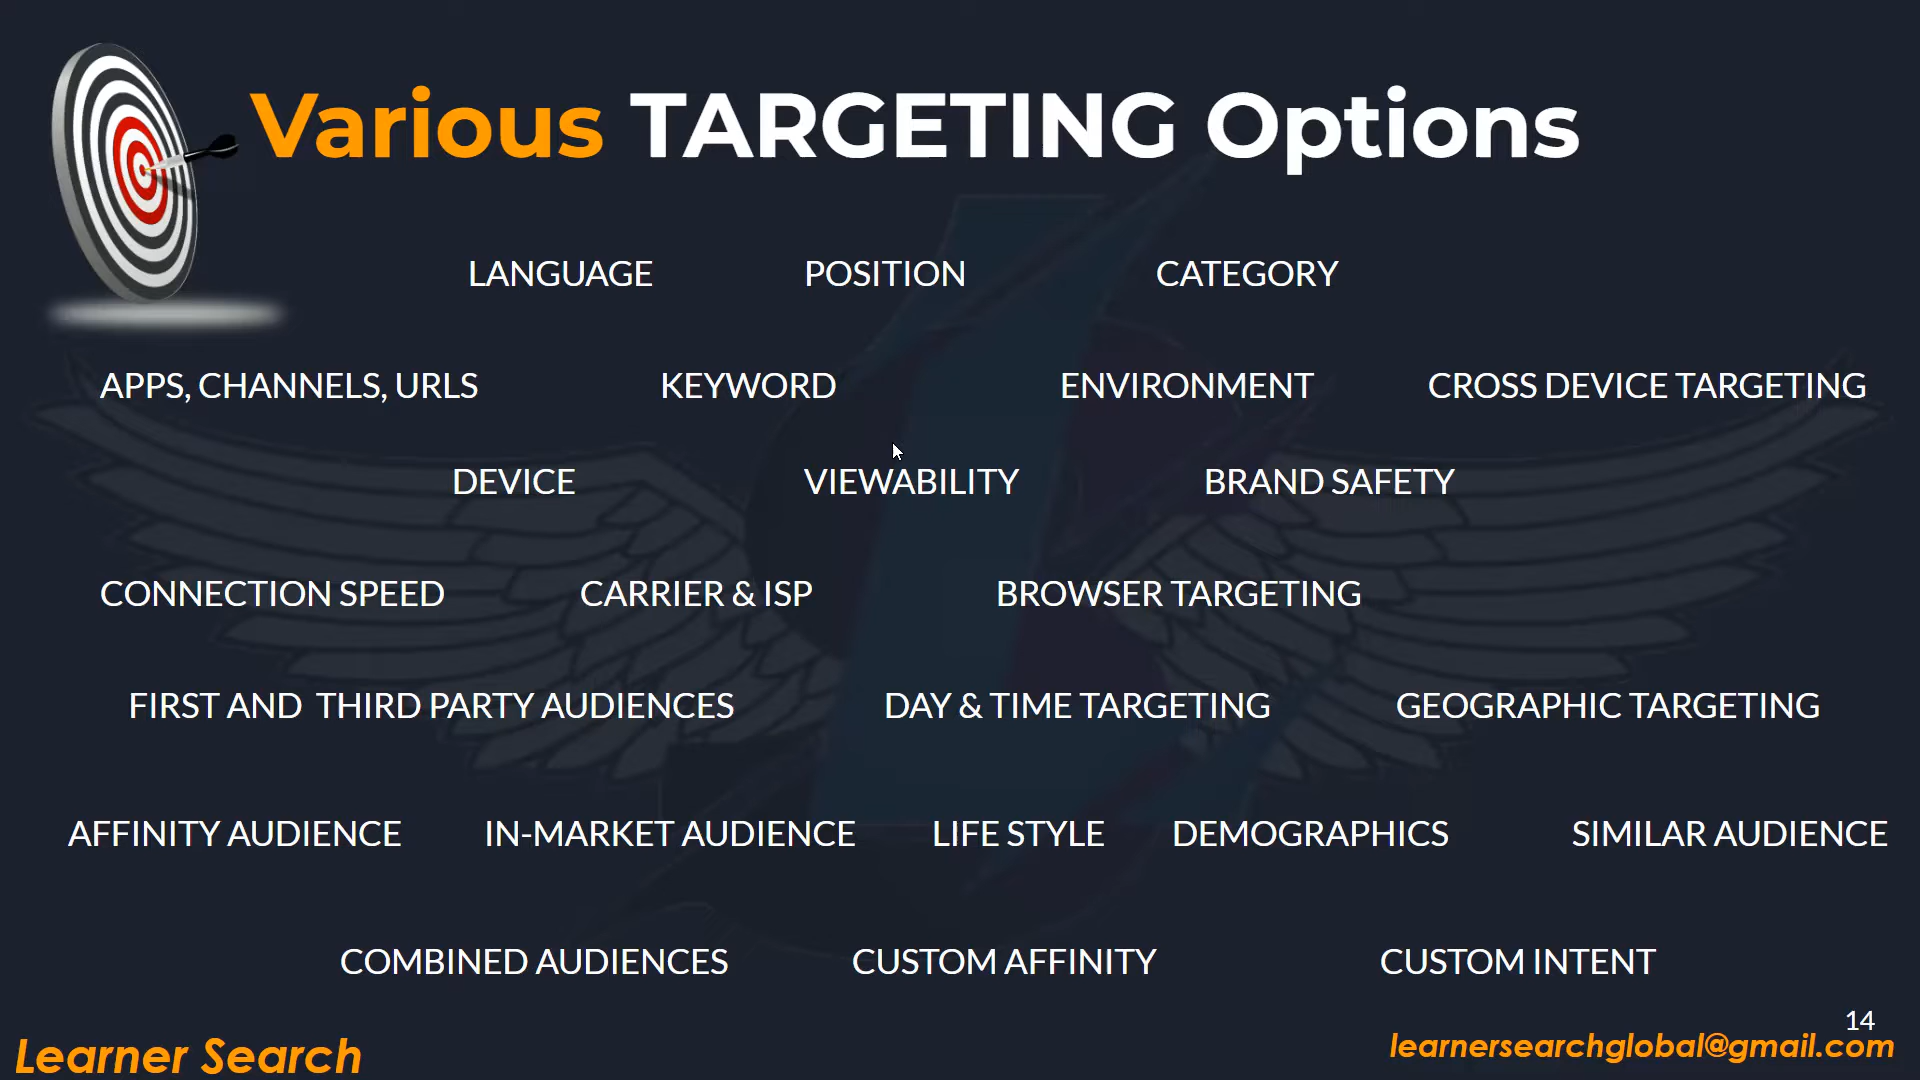 Various TARGETING Options
LANGUAGE POSITION CATEGORY
APPS, CHANNELS, URLS KEYWORD ENVIRONMENT CROSS DEVICE TARGETING
DEVICE VIEWABILITY BRAND SAFETY
CONNECTION SPEED CARRIER & ISP BROWSER TARGETING
FIRST AND THIRD PARTY AUDIENCES DAY & TIME TARGETING GEOGRAPHIC TARGETING
AFFINITY AUDIENCE IN-MARKET AUDIENCE LIFE STYLE DEMOGRAPHICS SIMILAR AUDIENCE
COMBINED AUDIENCES CUSTOM AFFINITY CUSTOM INTENT
14
Learner Search learnersearchglobal@gmail.com